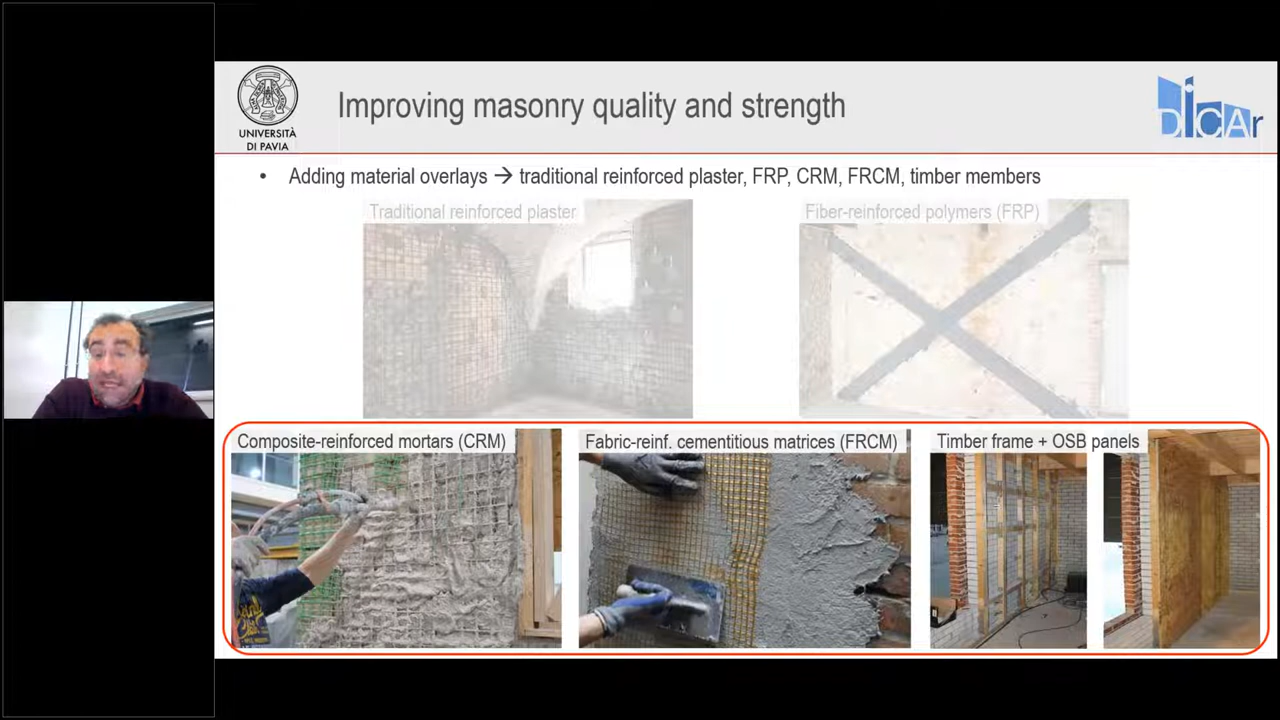 UNIVERSITÀ
DI PAVIA
Improving masonry quality and strength
DiCAr
• Adding material overlays → traditional reinforced plaster, FRP, CRM, FRCM, timber members
Traditional reinforced plaster
Fiber-reinforced polymers (FRP)
Composite-reinforced mortars (CRM)
Fabric-reinf. cementitious matrices (FRCM)
Timber frame + OSB panels